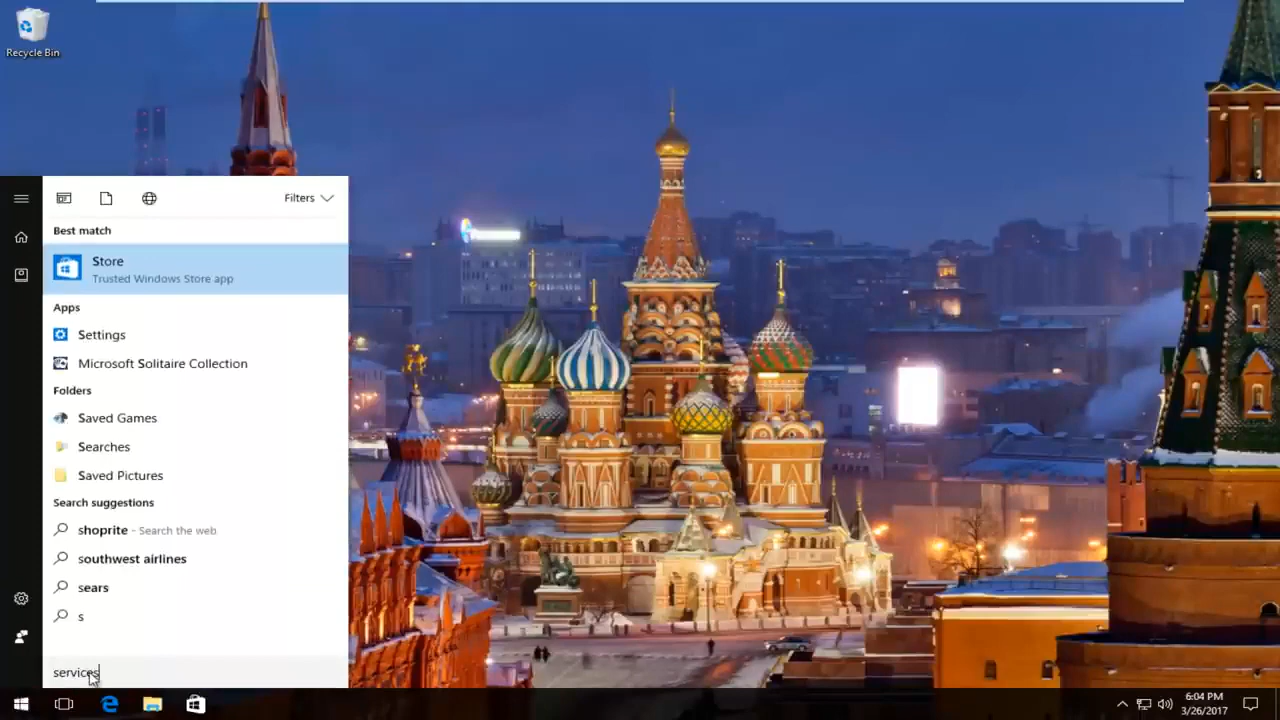 Recycle Bin
Filters
Best match
Store
Trusted Windows Store app
Apps
Settings
Microsoft Solitaire Collection
Folders
Saved Games
Searches
Saved Pictures
Search suggestions
shoprite - Search the web
southwest airlines
sears
s
services
6:04 PM
3/26/2017